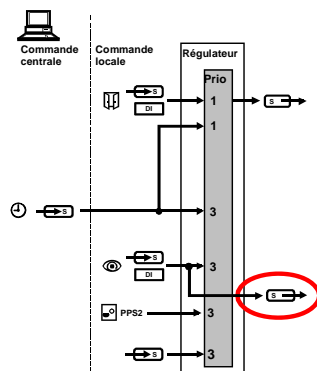 Commande
centrale
Commande
locale
Régulateur
Prio
S
DI
1
S
1
S
3
S
DI
3
S
PPS2
3
S
3